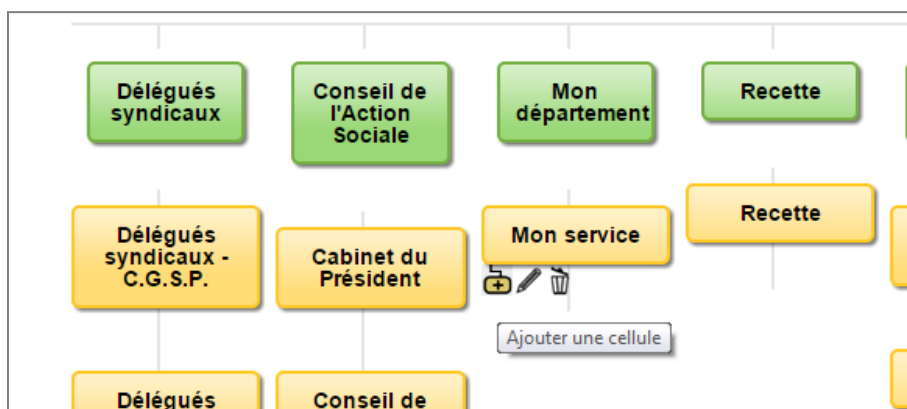 Délégués
syndicaux
Conseil de
l'Action
Sociale
Mon
département
Recette
Délégués
syndicaux -
C.G.S.P.
Cabinet du
Président
Mon service
Recette
Ajouter une cellule
Délégués
Conseil de